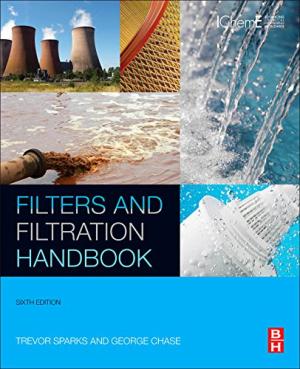 IChemE
FILTERS AND
FILTRATION
HANDBOOK
SIXTH EDITION
TREVOR SPARKS AND GEORGE CHASE
B
H